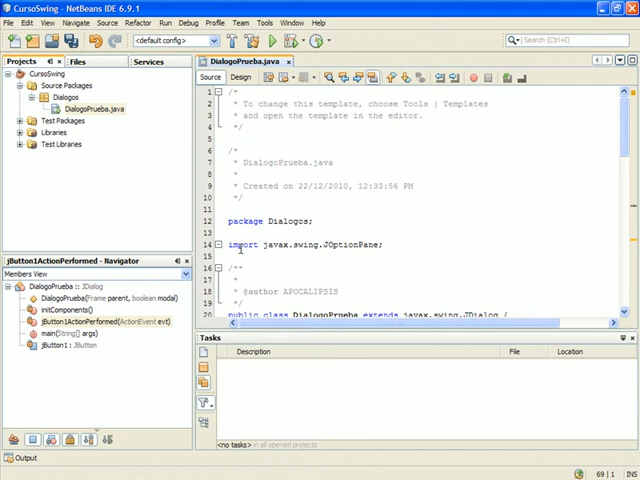 CursoSwing - NetBeans IDE 6.9.1
File Edit View Navigate Source Refactor Run Debug Profile Team Tools Window Help
<default config>
Search (Ctrl+I)
Projects Files Services
CursoSwing
Source Packages
Dialogos
DialogoPrueba.java
Test Packages
Libraries
Test Libraries
jButton1ActionPerformed - Navigator
Members View
DialogoPrueba :: JDialog
DialogoPrueba(Frame parent, boolean modal)
initComponents()
jButton1ActionPerformed(ActionEvent evt)
main(String[] args)
jButton1 : JButton
DialogoPrueba.java
Source Design
1 /*
2 * To change this template, choose Tools | Templates
3 * and open the template in the editor.
4 */
5
6 /*
7 * DialogoPrueba.java
8 *
9 * Created on 22/12/2010, 12:33:56 PM
10 */
11
12 package Dialogos;
13
14 import javax.swing.JOptionPane;
15
16 /**
17 *
18 * @author APOCALIPSIS
19 */
20 public class DialogoPrueba extends javax.swing.JDialog {
Tasks
Description File Location
<no tasks> in all opened projects
Output
69 | 1 INS